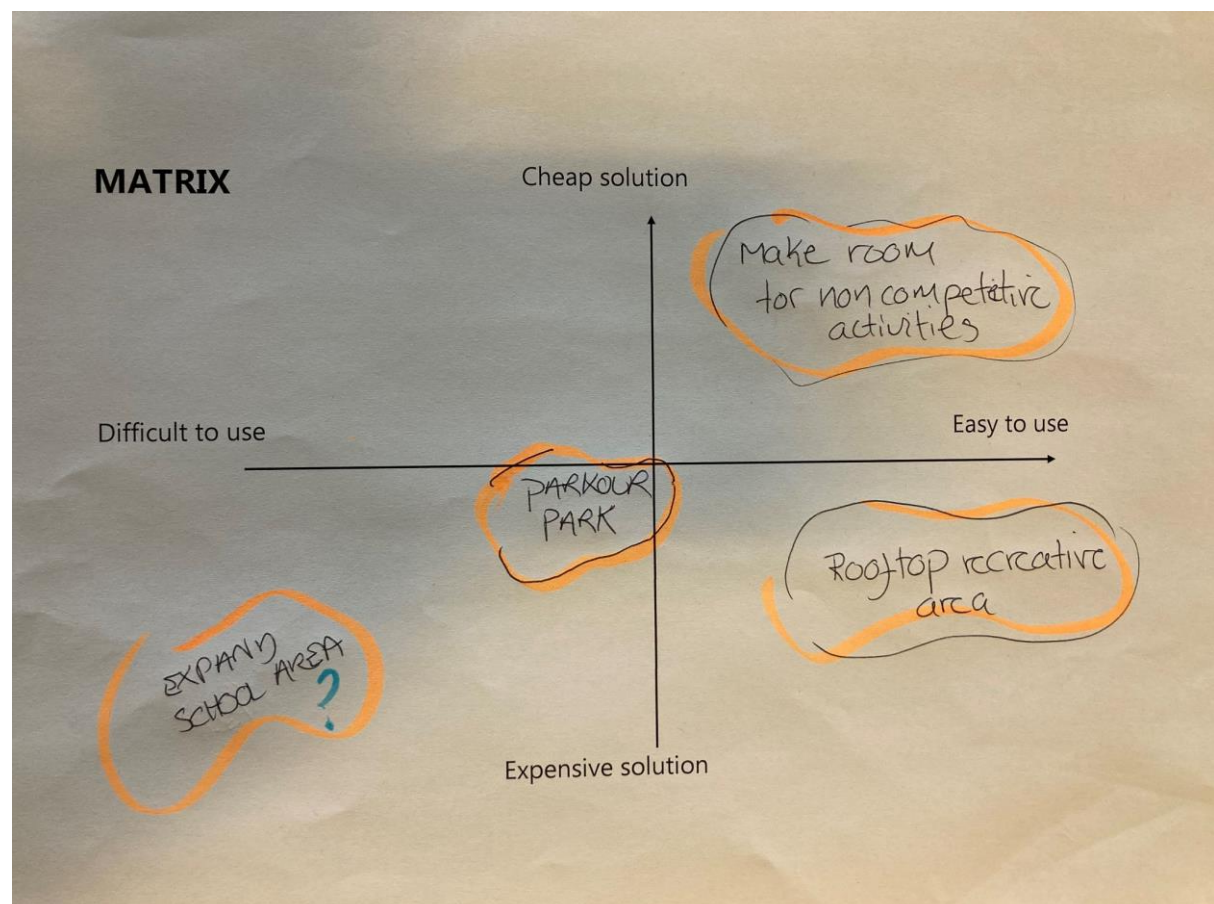 MATRIX
Cheap solution
Make room
for non competetive
activities
Difficult to use
Easy to use
PARKOUR
PARK
Rooftop recreative
area
EXPAND
SCHOOL AREA
?
Expensive solution